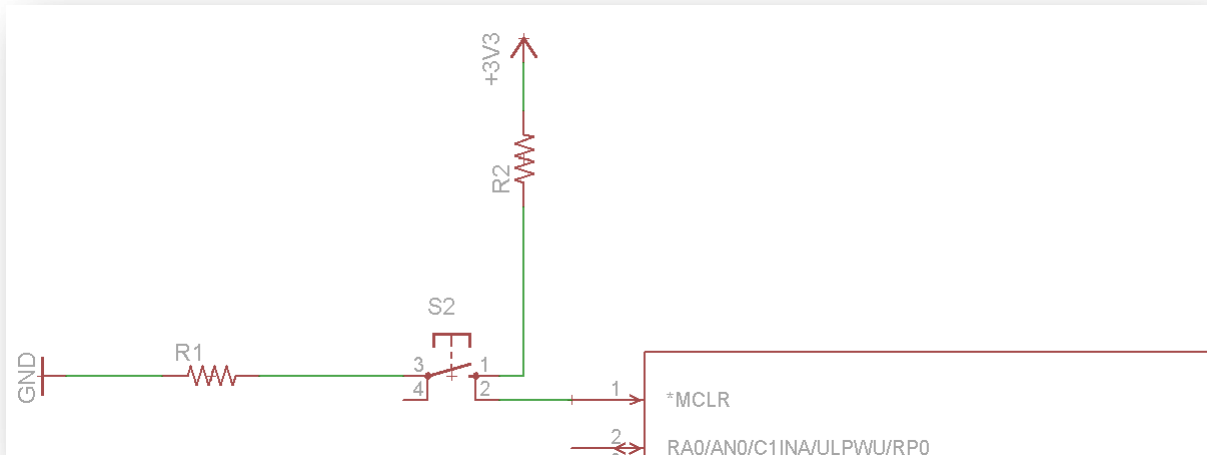 +3V3
R2
S2
R1
GND
3
1
4
2
1
*MCLR
2
RA0/AN0/C1INA/ULPWU/RP0